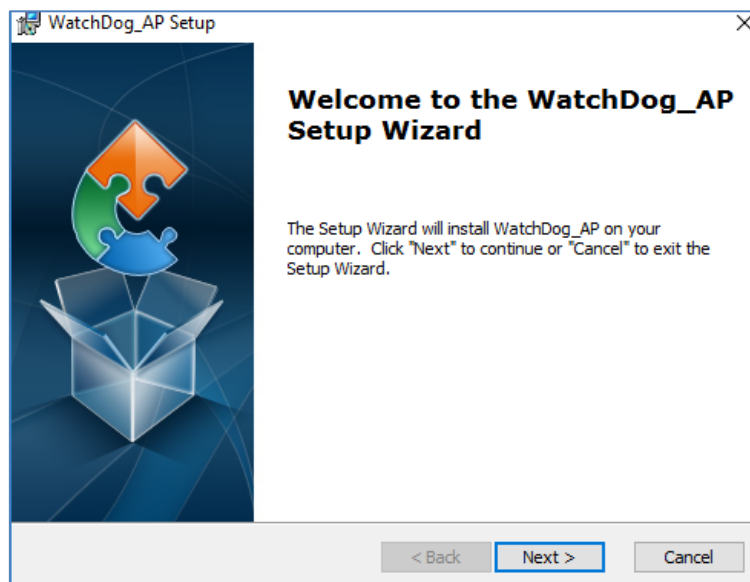 WatchDog_AP Setup
Welcome to the WatchDog_AP
Setup Wizard
The Setup Wizard will install WatchDog_AP on your
computer. Click "Next" to continue or "Cancel" to exit the
Setup Wizard.
< Back
Next >
Cancel